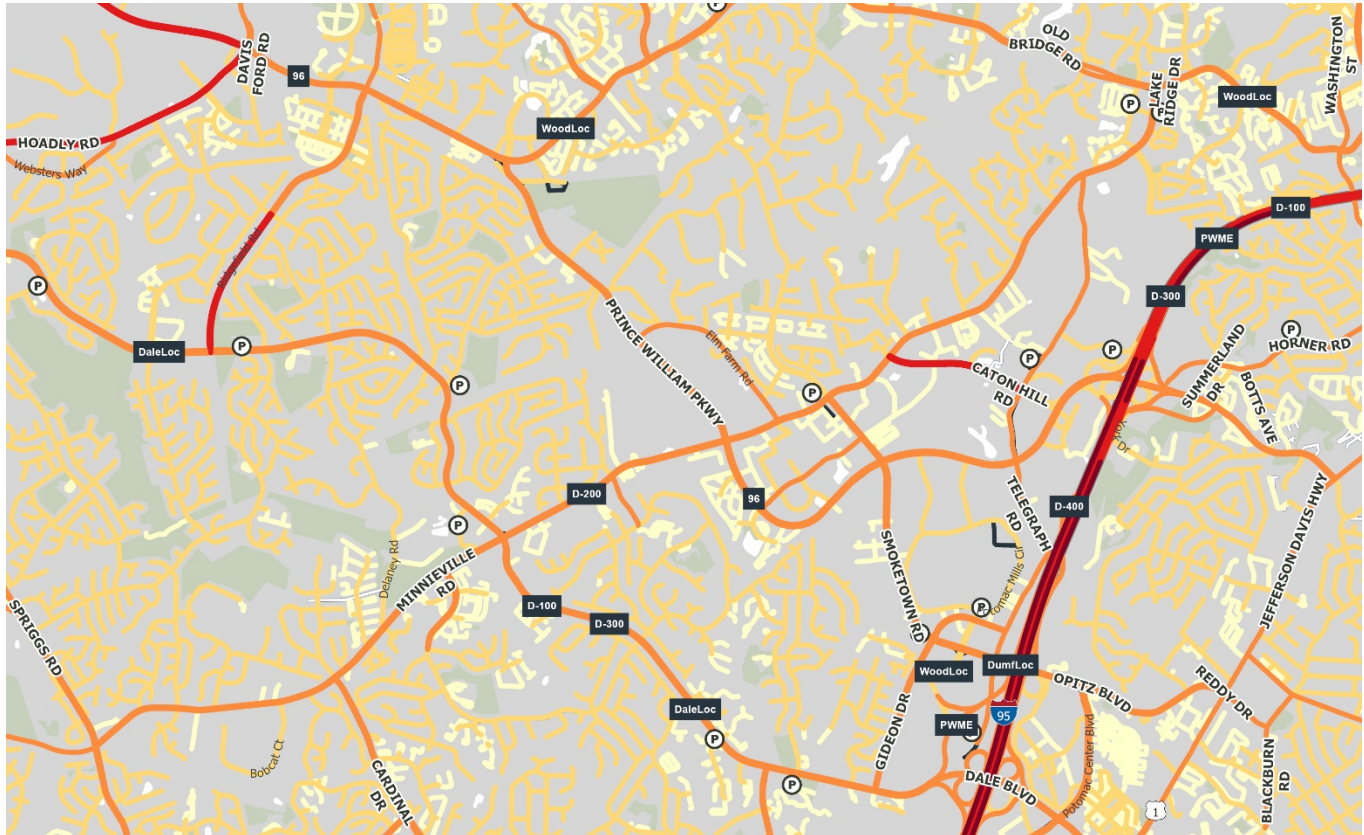 OLD
BRIDGE RD
DAVIS
FORD RD
96
HOADLY RD
Websters Way
WoodLoc
LAKE
RIDGE DR
WoodLoc
WASHINGTON
ST
P
P
P
D-100
PWME
D-300
Ridgefield Rd
P
P
DaleLoc
PRINCE WILLIAM PKWY
Elm Farm Rd
P
P
CATON HILL
RD
P
P
SUMMERLAND
DR
HORNER RD
BOTTS AVE
P
D-200
96
D-400
TELEGRAPH
RD
P
Delaney Rd
MINNIEVILLE
RD
SMOKETOWN RD
JEFFERSON DAVIS HWY
D-100
D-300
P
SPRIGGS RD
WoodLoc
DumfLoc
OPITZ BLVD
REDDY DR
DaleLoc
P
GIDEON DR
PWME
95
Potomac Center Blvd
Bobcat Ct
CARDINAL
DR
P
DALE BLVD
1
BLACKBURN
RD